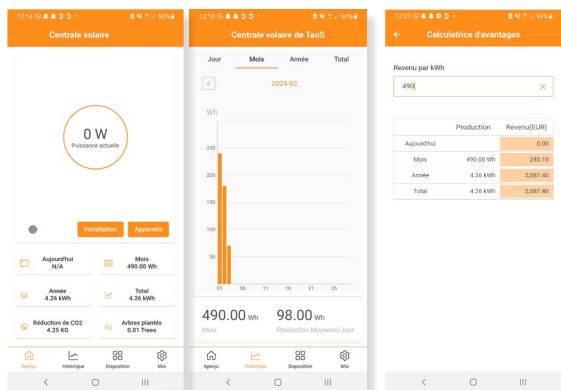 12:14
60%
Centrale solaire
0 W
Puissance actuelle
Installation
Appareils
Aujourd'hui
N/A
Mois
490.00 Wh
Année
4.26 kWh
Total
4.26 kWh
Réduction de CO2
4.25 KG
Arbres plantés
0.01 Trees
Aperçu
Historique
Disposition
Moi
12:16
60%
Centrale solaire de TaoS
Jour
Mois
Année
Total
2024-02
Wh
250
200
150
100
50
01 06 11 16 21 26
490.00 Wh
Mois
98.00 Wh
Production Moyenne/Jour
Aperçu
Historique
Disposition
Moi
12:23
59%
Calculatrice d'avantages
Revenu par kWh
490
Production Revenu(EUR)
Aujourd'hui 0.00
Mois 490.00 Wh 240,10
Année 4.26 kWh 2,087.40
Total 4.26 kWh 2,087.40